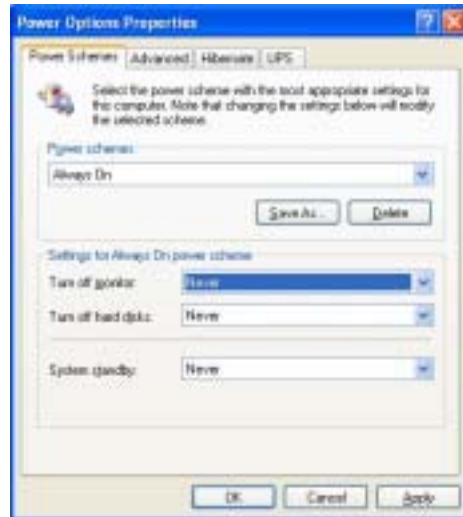 Power Options Properties
Power Schemes Advanced Hibernate UPS
Select the power scheme with the most appropriate settings for
this computer. Note that changing the settings below will modify
the selected scheme.
Power schemes
Always On
Save As... Delete
Settings for Always On power scheme
Turn off monitor: Never
Turn off hard disks: Never
System standby: Never
OK Cancel Apply